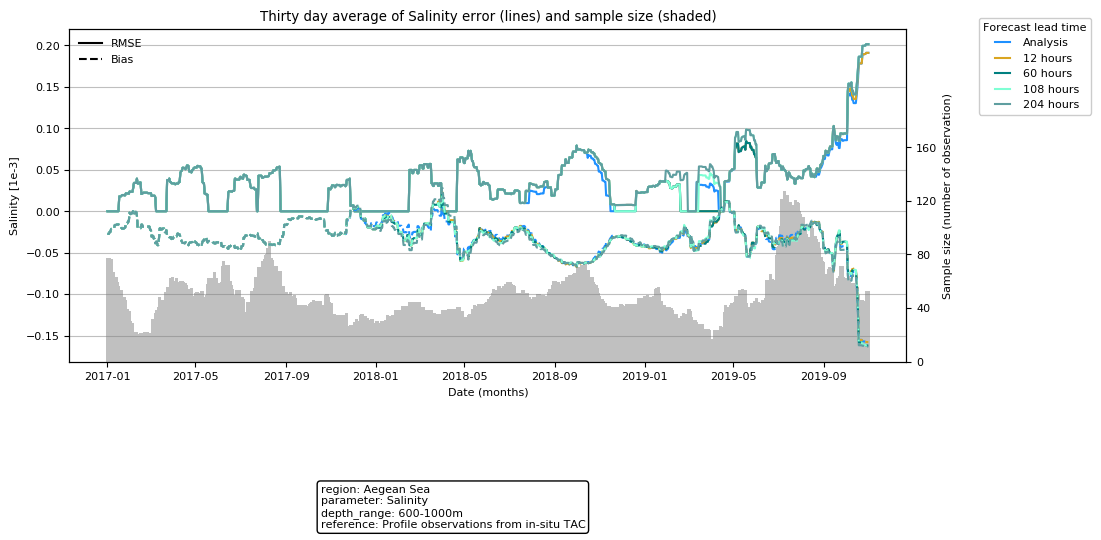 Thirty day average of Salinity error (lines) and sample size (shaded)
Forecast lead time
Analysis
12 hours
60 hours
108 hours
204 hours
RMSE
Bias
0.20
0.15
0.10
0.05
0.00
−0.05
−0.10
−0.15
Salinity [1e-3]
160
120
80
40
0
Sample size (number of observation)
2017-01 2017-05 2017-09 2018-01 2018-05 2018-09 2019-01 2019-05 2019-09
Date (months)
region: Aegean Sea
parameter: Salinity
depth_range: 600-1000m
reference: Profile observations from in-situ TAC